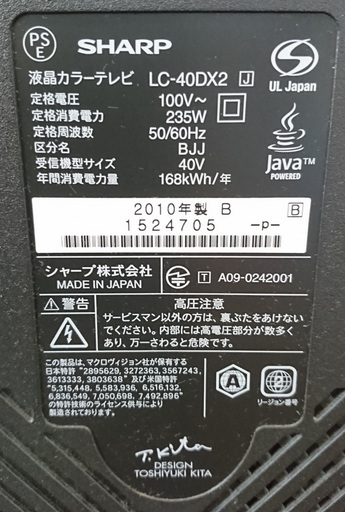 PS
E
SHARP
UL Japan
液晶カラーテレビ LC-40DX2 J
定格電圧 100V～
定格消費電力 235W
定格周波数 50/60Hz
区分名 BJJ
受信機型サイズ 40V
年間消費電力量 168kWh/年
Java™
POWERED
2010年製 B B
1524705 -p-
シャープ株式会社
MADE IN JAPAN
T A09-0242001
警告 高圧注意
サービスマン以外の方は、裏ぶたをあけない
でください。内部には高電圧部分が数多く
あり、万一さわると危険です。
この製品は、マクロヴィジョン社が保有する
日本特許 "2895629, 3272363, 3567243,
3613333, 3803638" 及び米国特許
"5,315,448, 5,583,936, 6,516,132,
6,836,549, 7,050,698, 7,492,896"
の特許技術のライセンス供与により
製造されたものです。
A
リージョン番号
T. Kita
DESIGN
TOSHIYUKI KITA